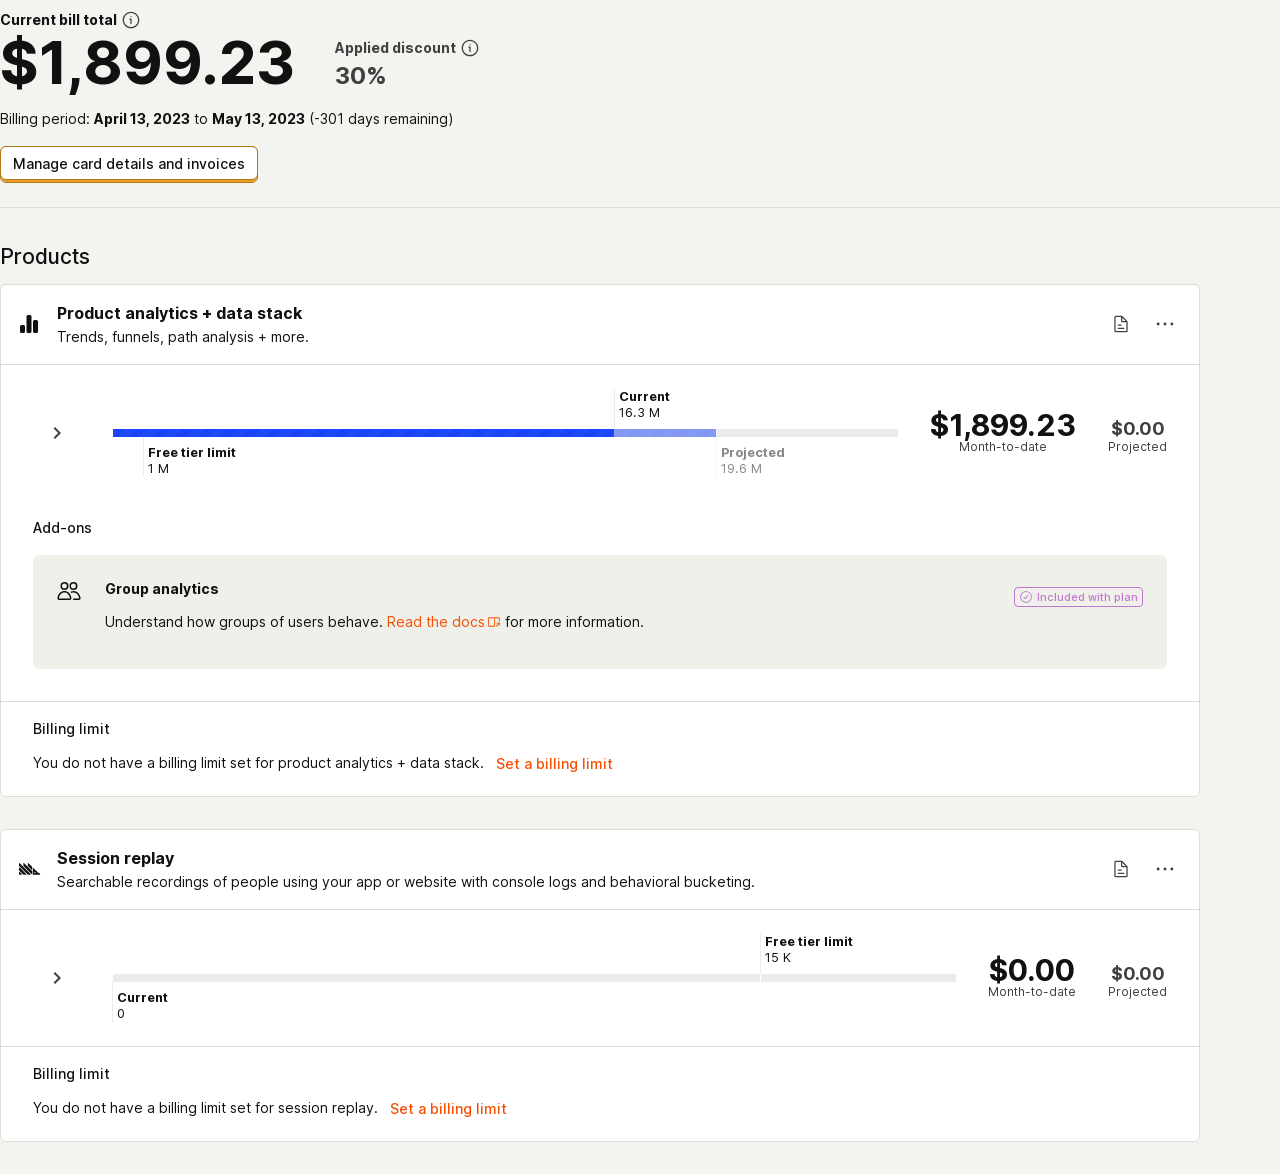 Current bill total
$1,899.23
Applied discount
30%
Billing period: April 13, 2023 to May 13, 2023 (-301 days remaining)
Manage card details and invoices
Products
Product analytics + data stack
Trends, funnels, path analysis + more.
Current
16.3 M
Free tier limit
1 M
Projected
19.6 M
$1,899.23
Month-to-date
$0.00
Projected
Add-ons
Group analytics
Understand how groups of users behave. Read the docs for more information.
Included with plan
Billing limit
You do not have a billing limit set for product analytics + data stack. Set a billing limit
Session replay
Searchable recordings of people using your app or website with console logs and behavioral bucketing.
Free tier limit
15 K
Current
0
$0.00
Month-to-date
$0.00
Projected
Billing limit
You do not have a billing limit set for session replay. Set a billing limit